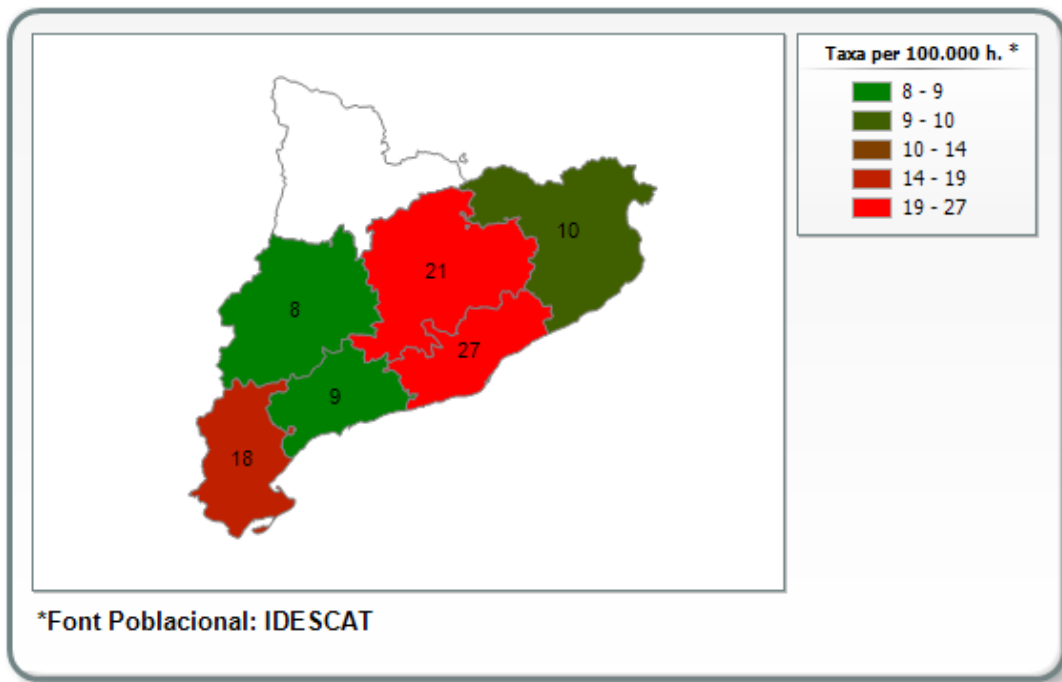 Taxa per 100.000 h. *
8 - 9
9 - 10
10 - 14
14 - 19
19 - 27
10
21
8
27
9
18
*Font Poblacional: IDESCAT